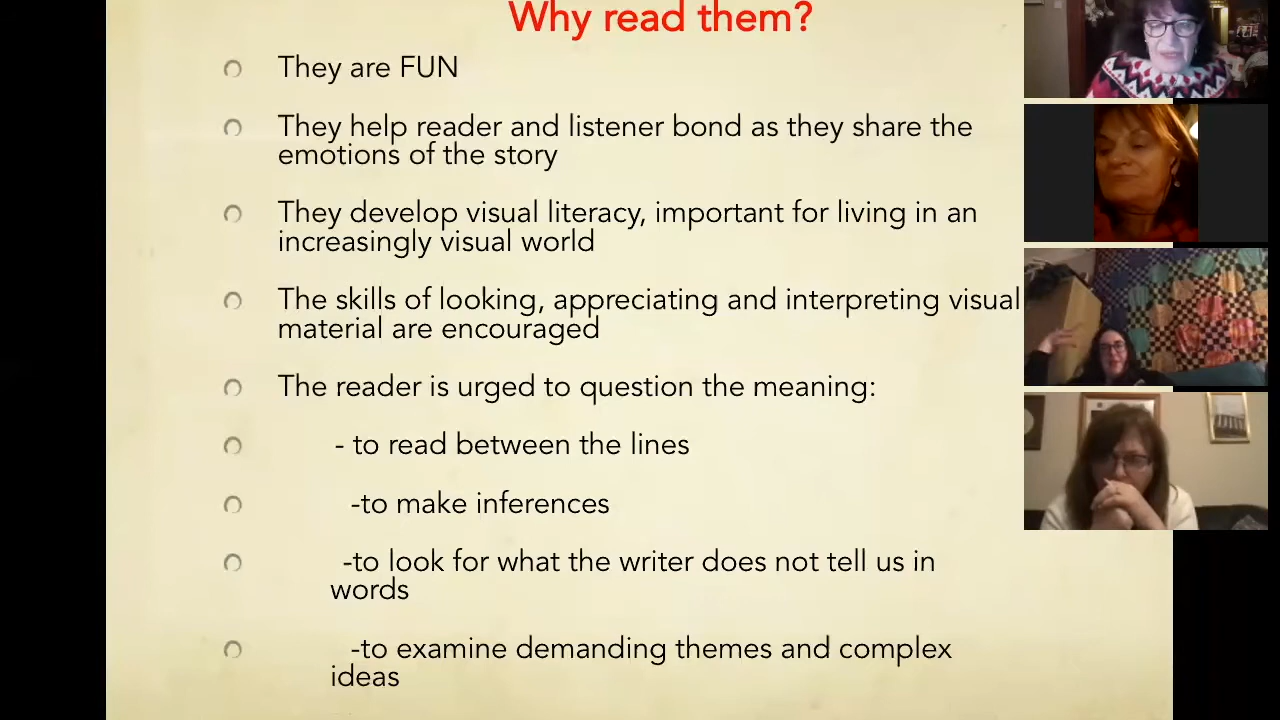 Why read them?
They are FUN
They help reader and listener bond as they share the
emotions of the story
They develop visual literacy, important for living in an
increasingly visual world
The skills of looking, appreciating and interpreting visual
material are encouraged
The reader is urged to question the meaning:
- to read between the lines
-to make inferences
-to look for what the writer does not tell us in
words
-to examine demanding themes and complex
ideas